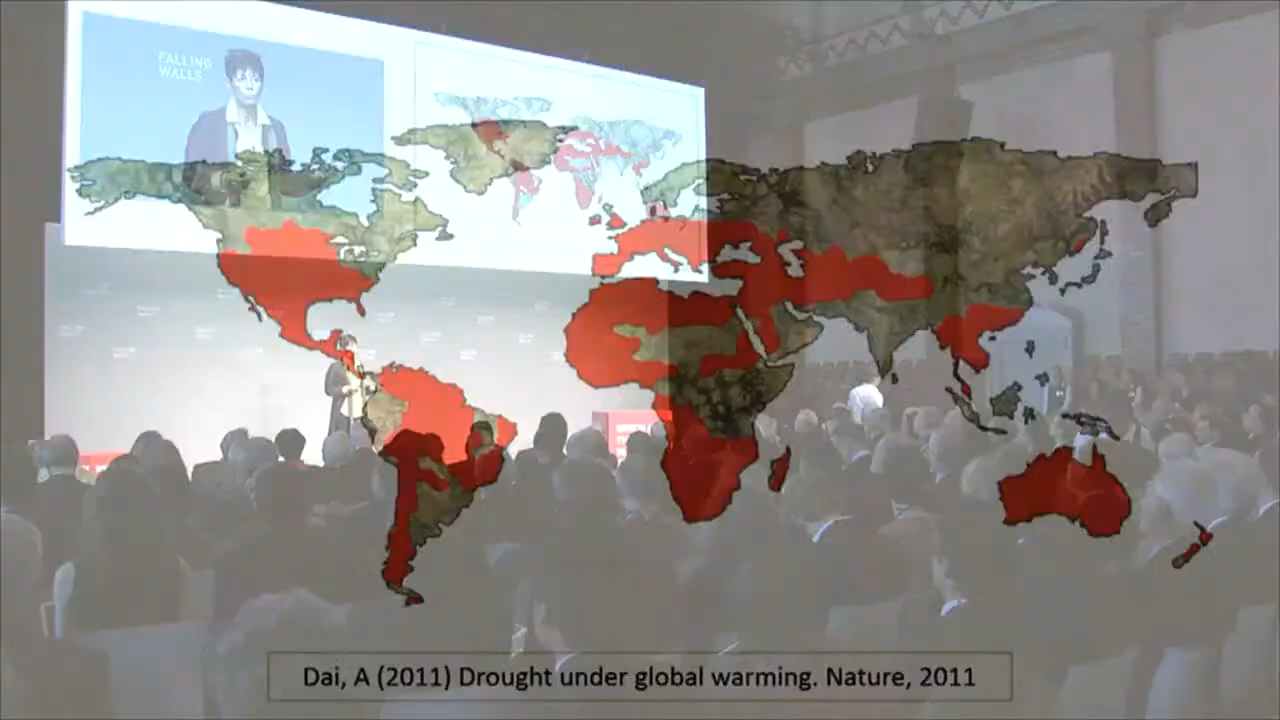 FALLING
WALLS
Dai, A (2011) Drought under global warming. Nature, 2011